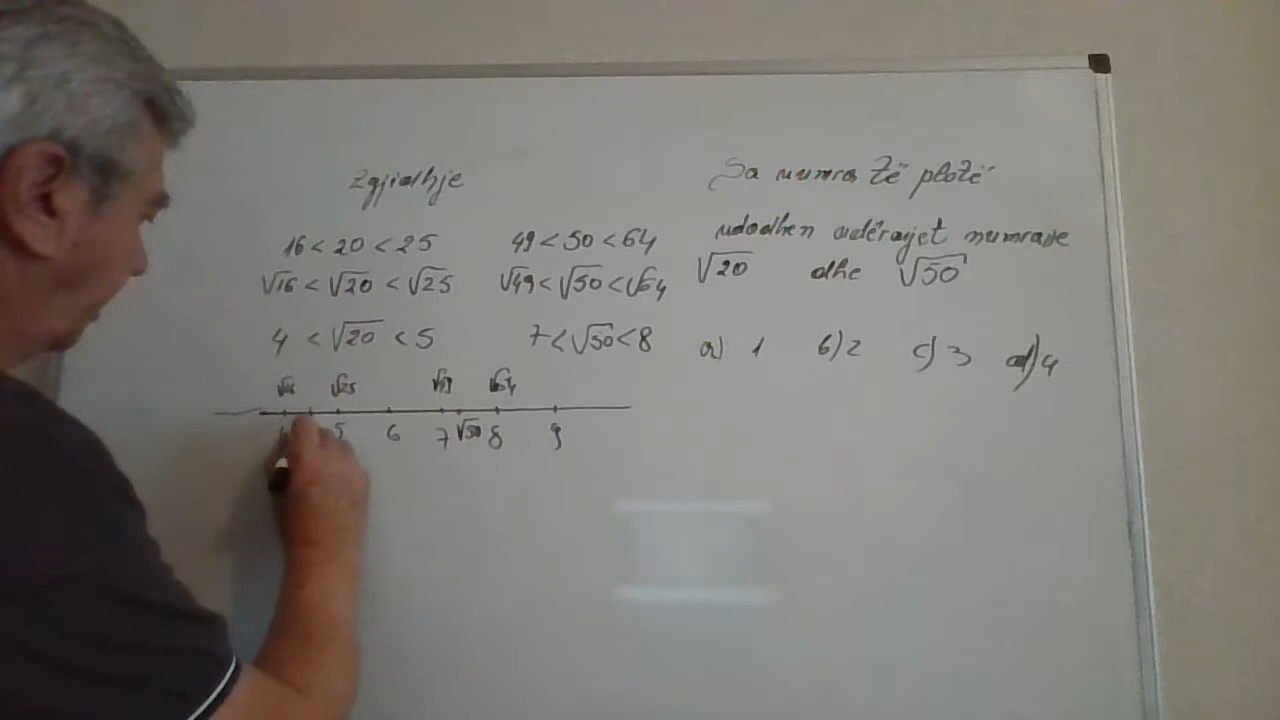 Zgjidhje
16 < 20 < 25
49 < 50 < 64
√16 < √20 < √25
√49 < √50 < √64
4 < √20 < 5
7 < √50 < 8
√16 √25 √49 √64
5 6 7 √50 8 9
Sa numra të plotë
ndodhen ndërmjet numrave
√20 dhe √50
a) 1 b) 2 c) 3 d) 4